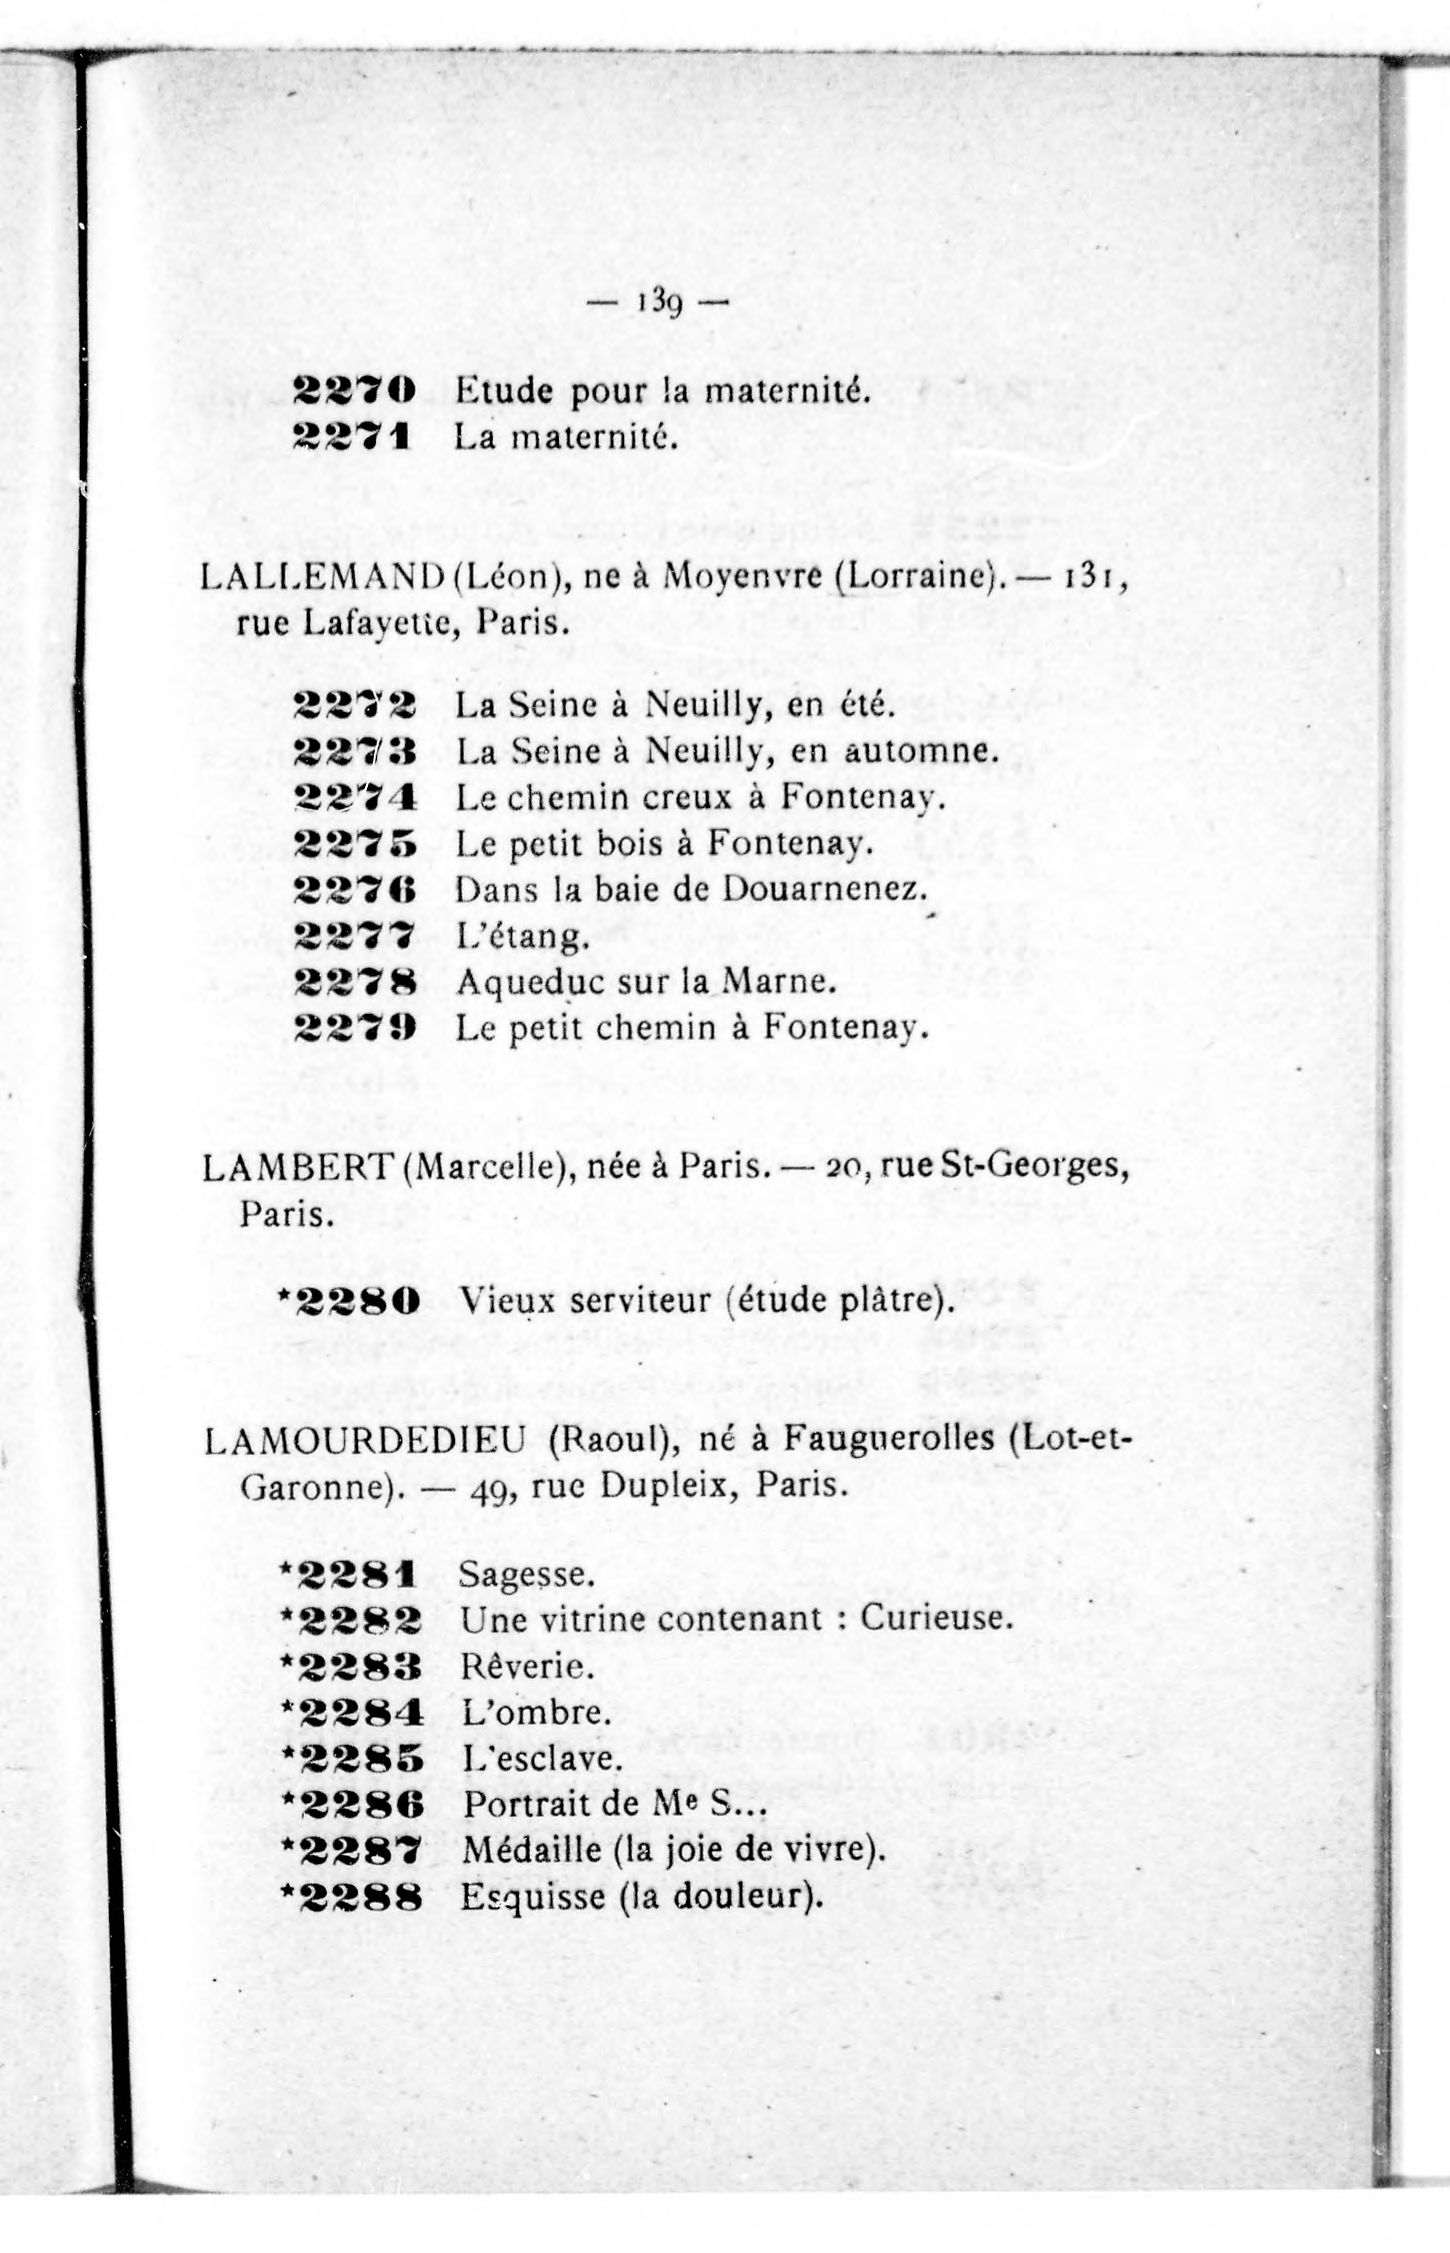 — 139 —
2270 Etude pour la maternité.
2271 La maternité.
LALLEMAND (Léon), ne à Moyenvre (Lorraine). — 131,
rue Lafayette, Paris.
2272 La Seine à Neuilly, en été.
2273 La Seine à Neuilly, en automne.
2274 Le chemin creux à Fontenay.
2275 Le petit bois à Fontenay.
2276 Dans la baie de Douarnenez.
2277 L'étang.
2278 Aqueduc sur la Marne.
2279 Le petit chemin à Fontenay.
LAMBERT (Marcelle), née à Paris. — 20, rue St-Georges,
Paris.
*2280 Vieux serviteur (étude plâtre).
LAMOURDEDIEU (Raoul), né à Fauguerolles (Lot-et-
Garonne). — 49, rue Dupleix, Paris.
*2281 Sagesse.
*2282 Une vitrine contenant : Curieuse.
*2283 Rêverie.
*2284 L'ombre.
*2285 L'esclave.
*2286 Portrait de Me S...
*2287 Médaille (la joie de vivre).
*2288 Esquisse (la douleur).